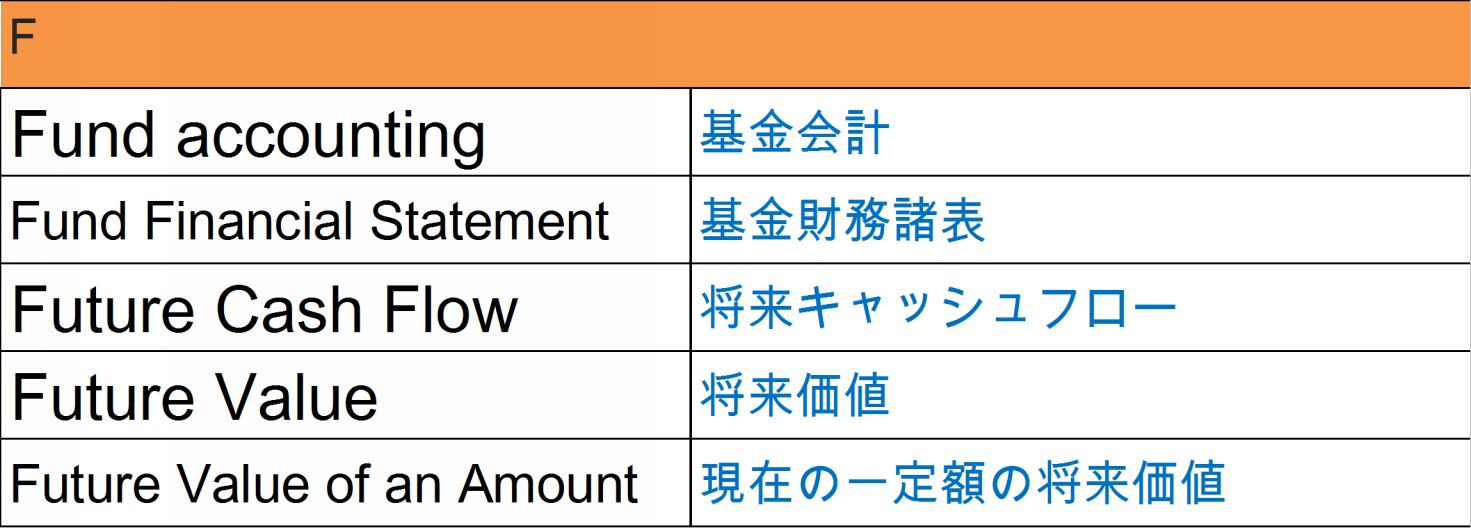 F
Fund accounting 基金会計
Fund Financial Statement 基金財務諸表
Future Cash Flow 将来キャッシュフロー
Future Value 将来価値
Future Value of an Amount 現在の一定額の将来価値